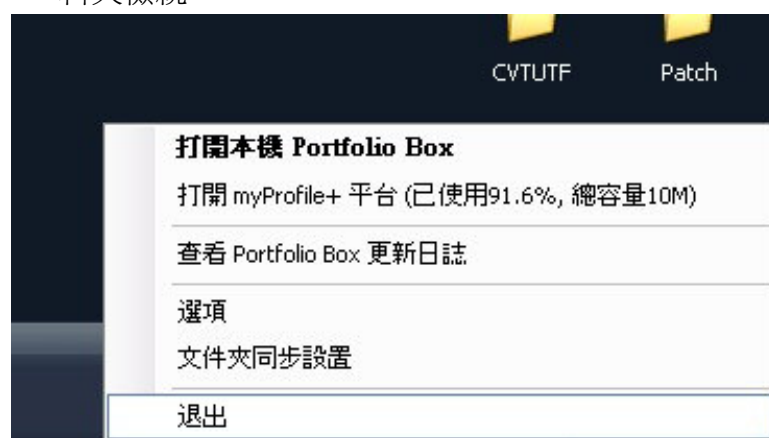 CVTUTF Patch
打開本機 Portfolio Box
打開 myProfile+ 平台 (已使用91.6%, 總容量10M)
查看 Portfolio Box 更新日誌
選項
文件夾同步設置
退出